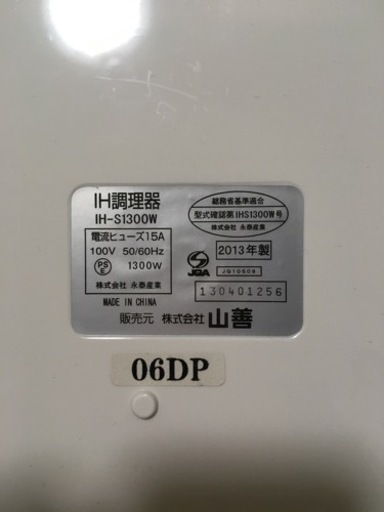 IH調理器
IH-S1300W
電流ヒューズ15A
100V 50/60Hz
PS E 1300W
株式会社 永泰産業
MADE IN CHINA
総務省基準適合
型式確認第IHS1300W号
株式会社 永泰産業
S JQA
2013年製
JQ10509
130401256
販売元 株式会社 山善
06DP